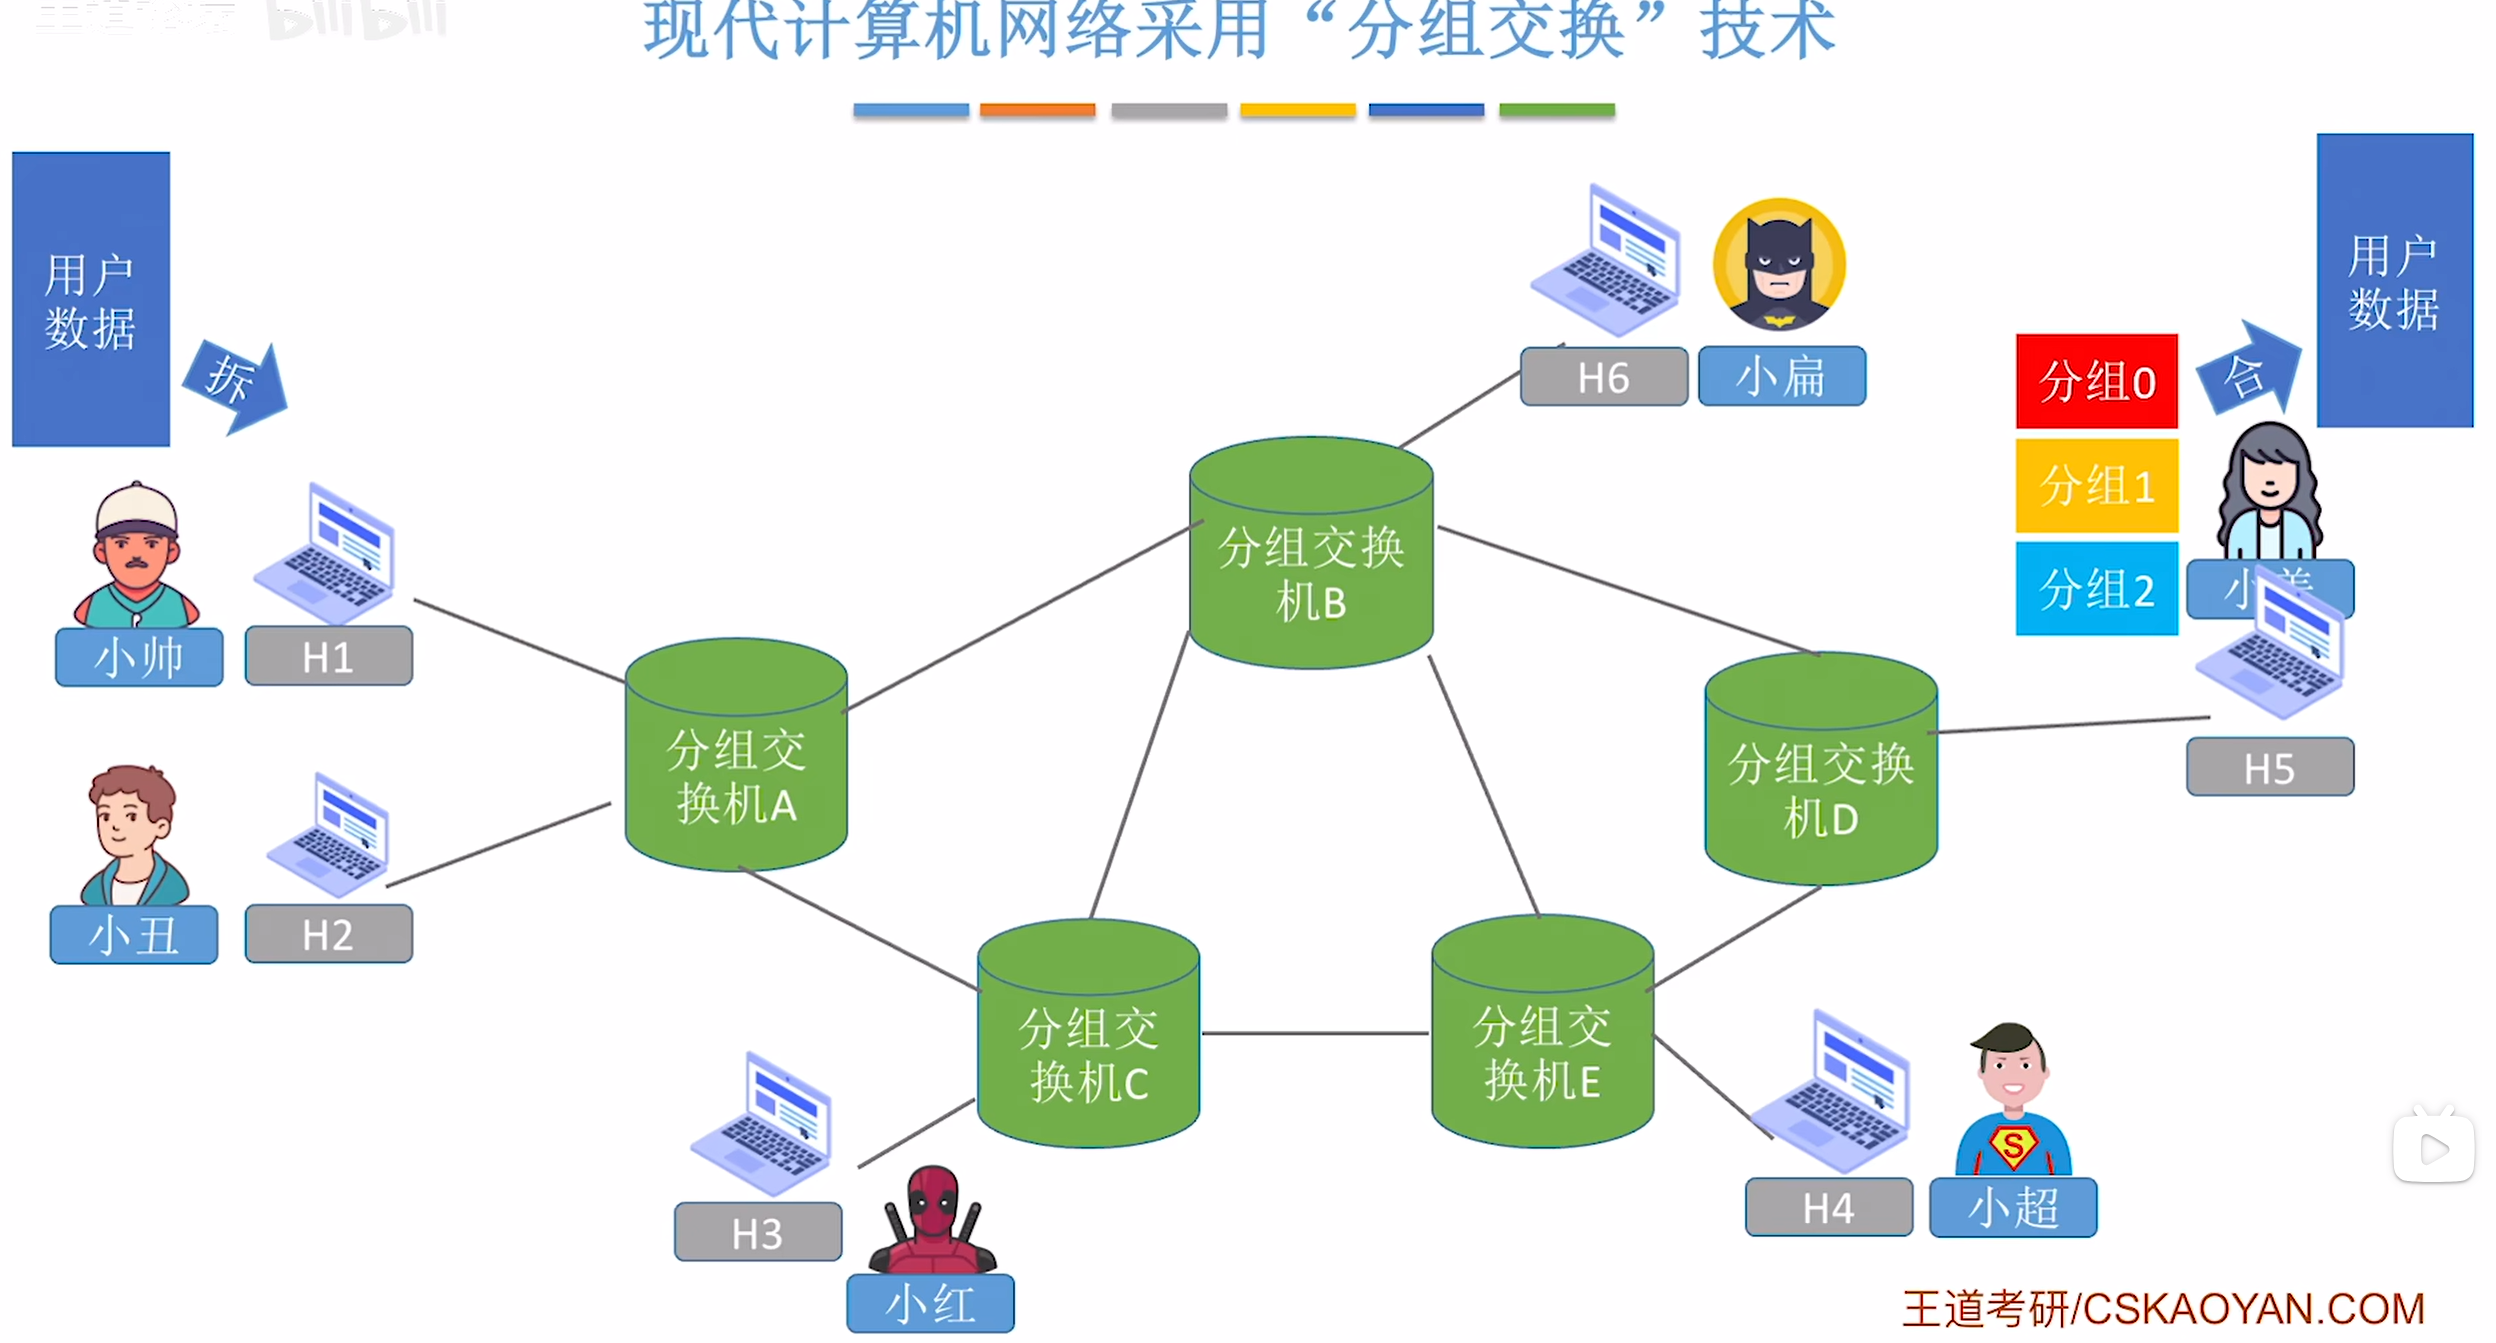 bilibili
现代计算机网络采用“分组交换”技术
用户
数据
拆
用户
数据
分组0
合
分组1
分组2
小美
H5
H6
小扁
小帅
H1
小丑
H2
分组交换
机B
分组交
换机A
分组交换
机D
分组交
换机C
分组交
换机E
H3
小红
H4
小超
S
王道考研/CSKAOYAN.COM